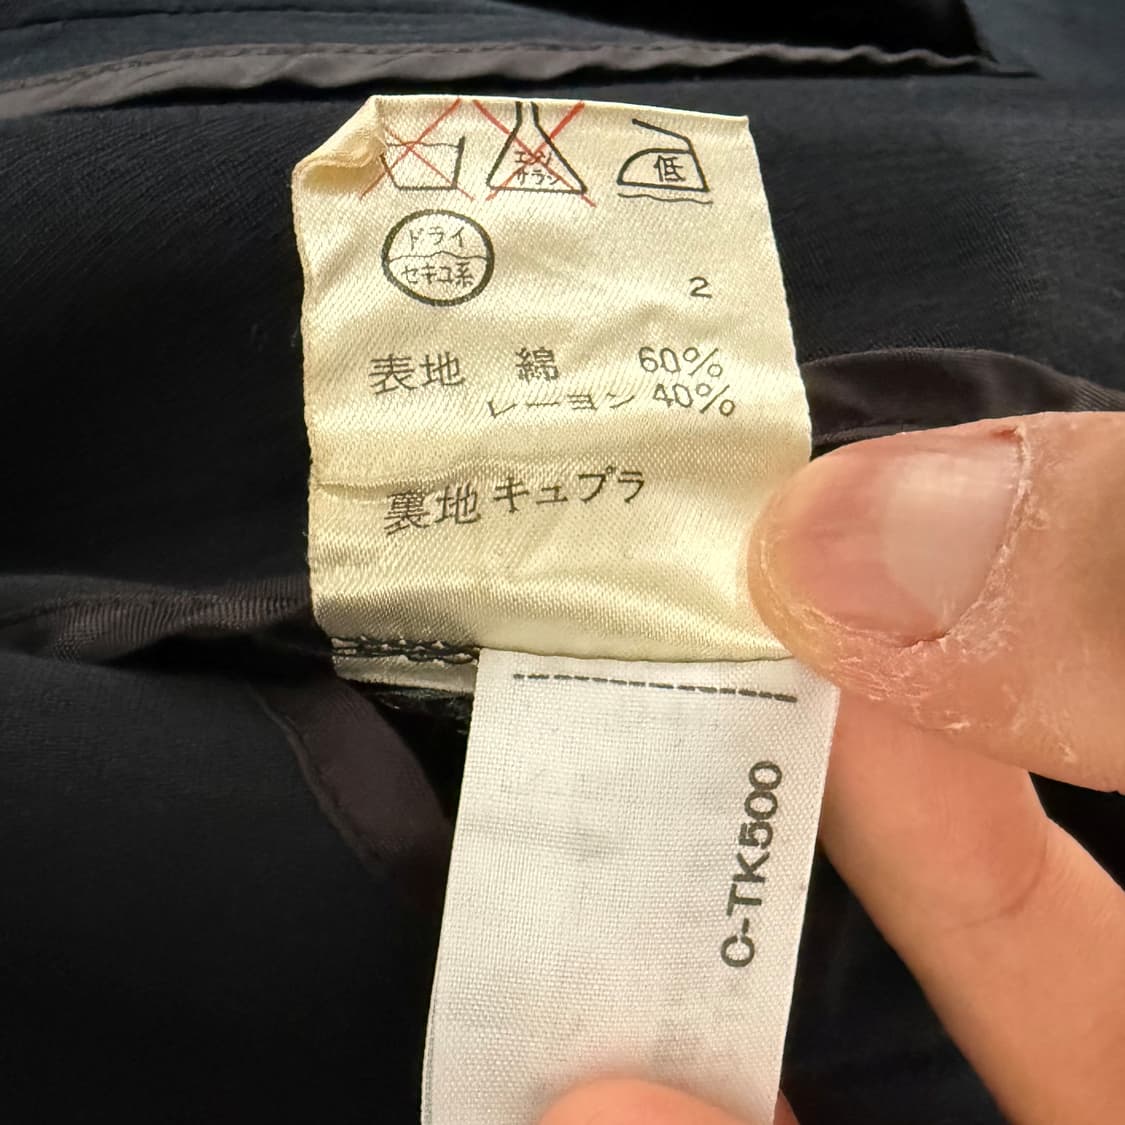 エンソ
サラシ
低
ドライ
セキユ系
2
表地 綿 60%
レーヨン 40%
裏地 キュプラ
C-TK500